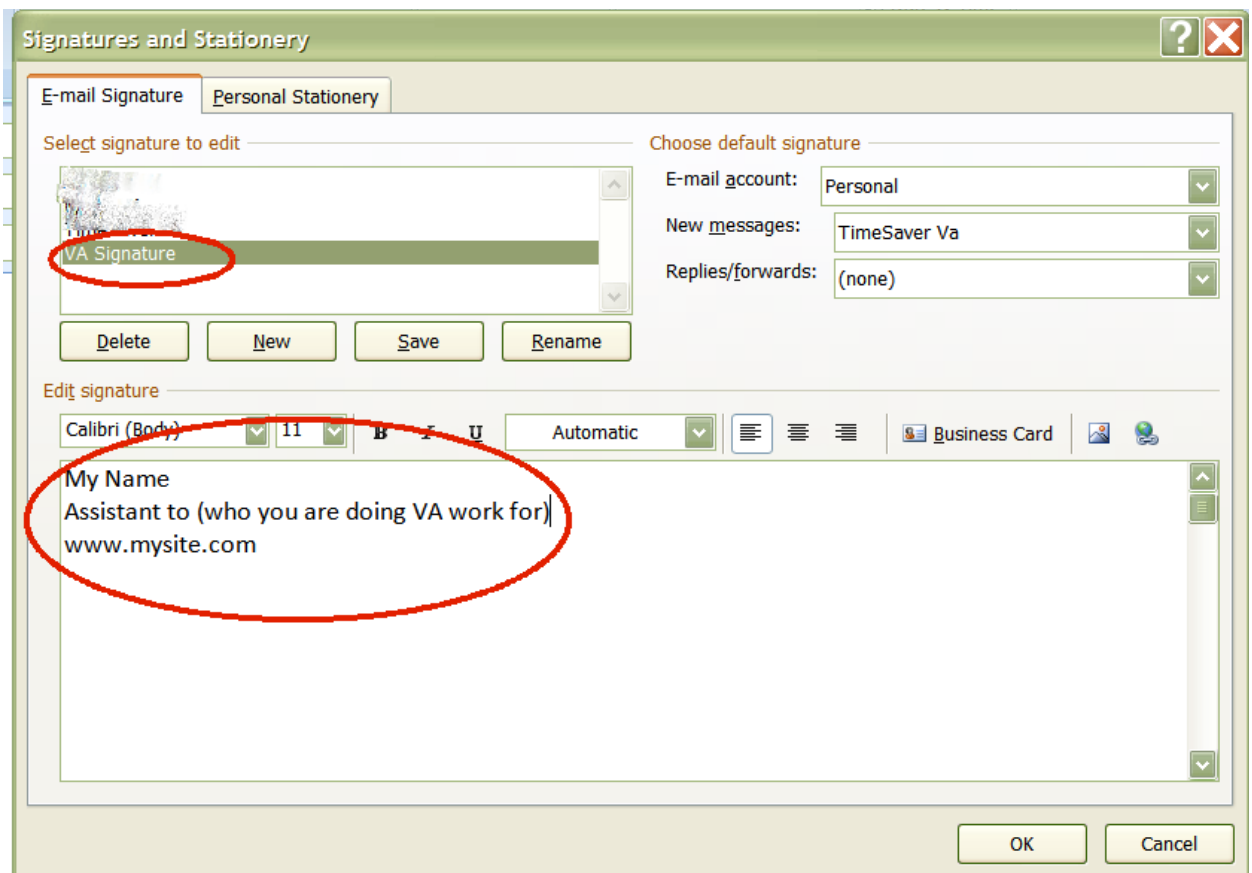 Signatures and Stationery
E-mail Signature
Personal Stationery
Select signature to edit
VA Signature
Delete
New
Save
Rename
Choose default signature
E-mail account:
Personal
New messages:
TimeSaver Va
Replies/forwards:
(none)
Edit signature
Calibri (Body)
11
B
I
U
Automatic
Business Card
My Name
Assistant to (who you are doing VA work for)
www.mysite.com
OK
Cancel